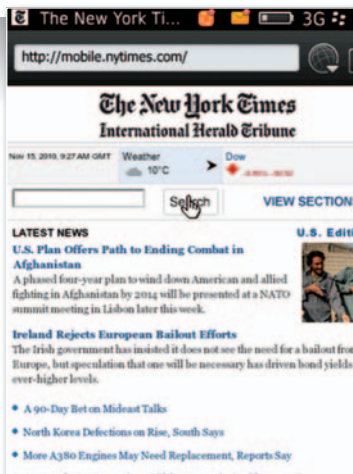 The New York Ti... 3G
http://mobile.nytimes.com/
The New York Times
International Herald Tribune
Nov 15, 2010, 9:27 AM GMT Weather Dow
10°C
Search VIEW SECTION
LATEST NEWS U.S. Editi
U.S. Plan Offers Path to Ending Combat in
Afghanistan
A phased four-year plan to wind down American and allied
fighting in Afghanistan by 2014 will be presented at a NATO
summit meeting in Lisbon later this week.
Ireland Rejects European Bailout Efforts
The Irish government has insisted it does not see the need for a bailout from
Europe, but speculation that one will be necessary has driven bond yields
ever-higher levels.
• A 90-Day Bet on Mideast Talks
• North Korea Defections on Rise, South Says
• More A380 Engines May Need Replacement, Reports Say